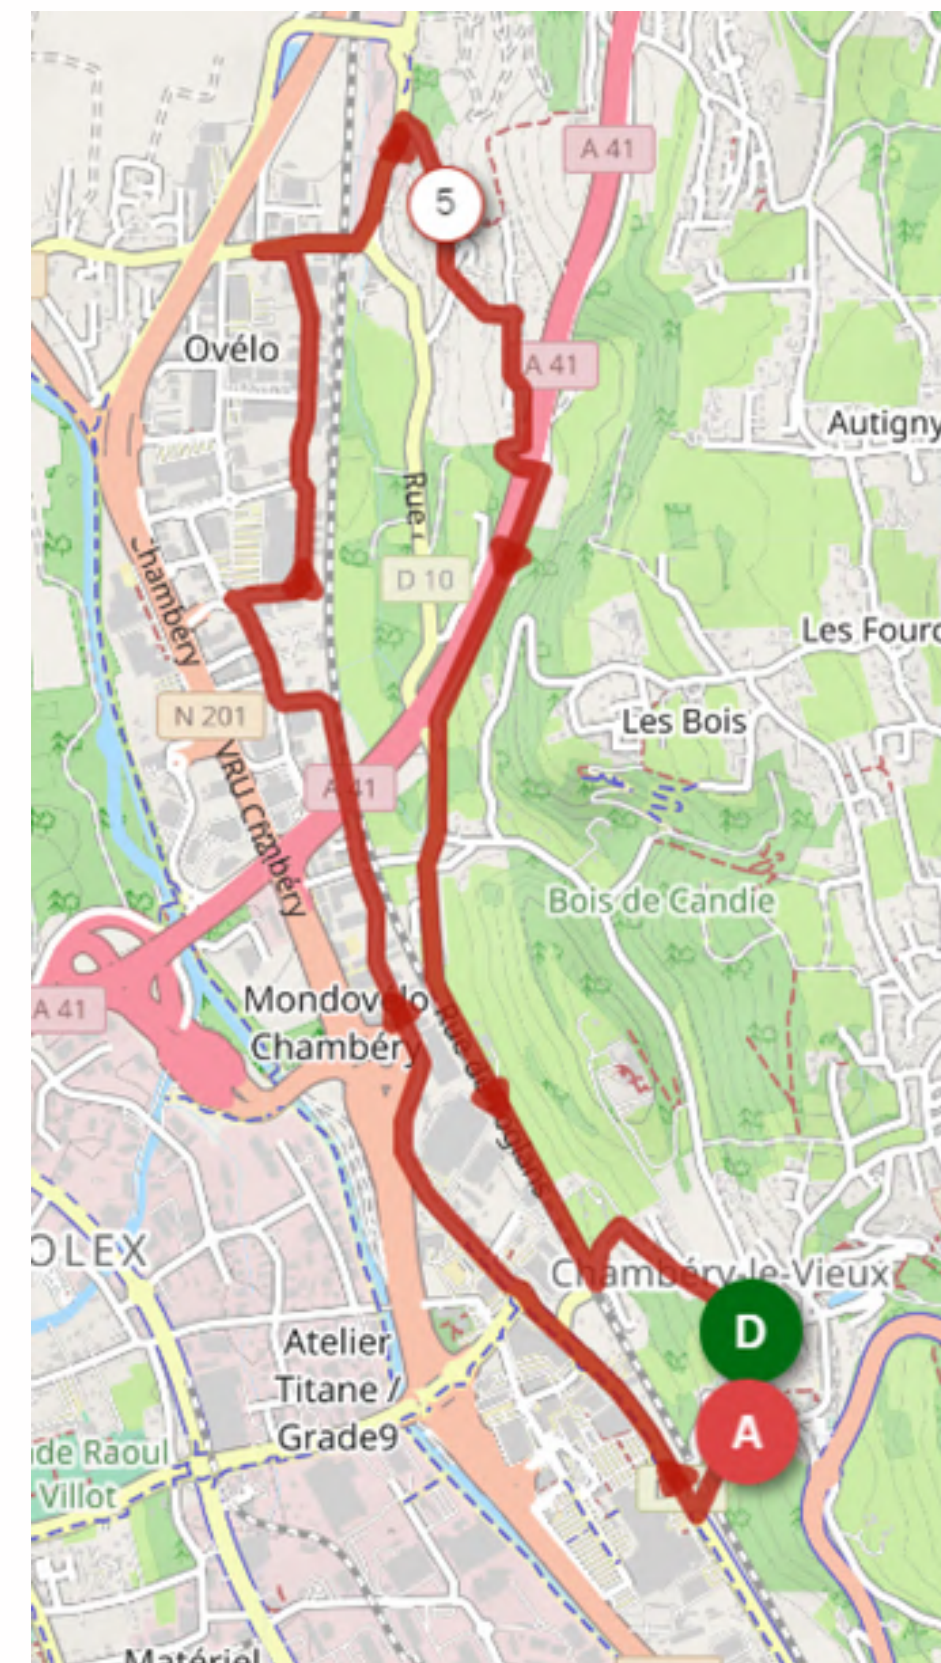 A 41
5
Ovélo
A 41
Autigny
Rue
D 10
Chambéry
Les Fourc
N 201
Les Bois
VRU Chambéry
A 41
Bois de Candie
A 41
Mondovélo
Chambéry
OLEX
Chambéry-le-Vieux
D
Atelier
Titane /
Grade9
A
de Raoul
Villot
Matériel